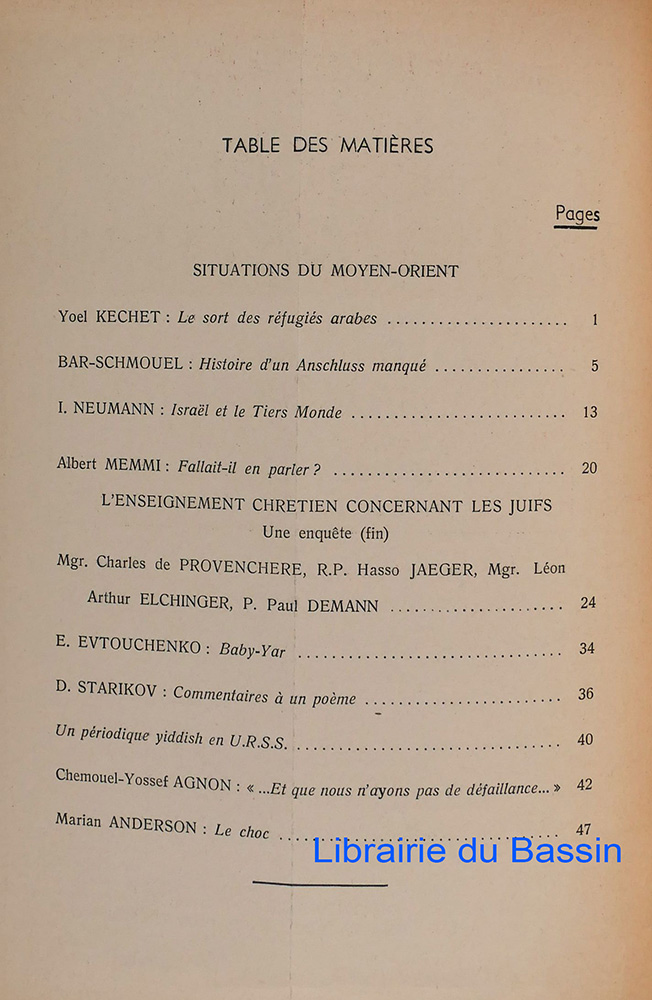 TABLE DES MATIÈRES
Pages
SITUATIONS DU MOYEN-ORIENT
Yoel KECHET : Le sort des réfugiés arabes ...................... 1
BAR-SCHMOUEL : Histoire d'un Anschluss manqué ................ 5
I. NEUMANN : Israël et le Tiers Monde .......................... 13
Albert MEMMI : Fallait-il en parler ? ............................ 20
L'ENSEIGNEMENT CHRETIEN CONCERNANT LES JUIFS
Une enquête (fin)
Mgr. Charles de PROVENCHERE, R.P. Hasso JAEGER, Mgr. Léon
Arthur ELCHINGER, P. Paul DEMANN ..................... 24
E. EVTOUCHENKO : Baby-Yar ................................ 34
D. STARIKOV : Commentaires à un poème ........................ 36
Un périodique yiddish en U.R.S.S. ................................ 40
Chemouel-Yossef AGNON : « ...Et que nous n'ayons pas de défaillance... » 42
Marian ANDERSON : Le choc .................................. 47
Librairie du Bassin